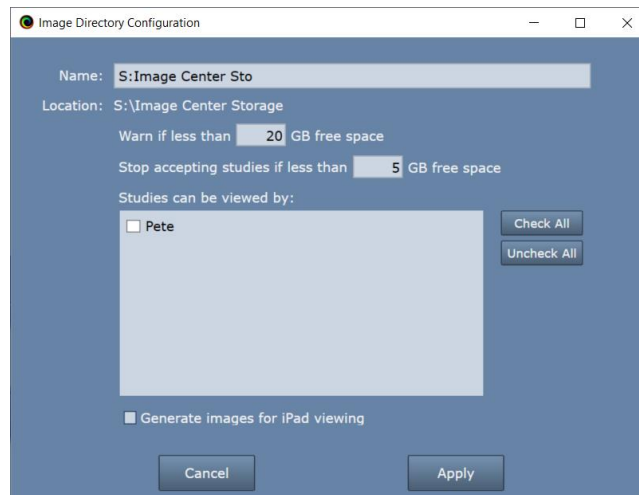 Image Directory Configuration
Name: S:Image Center Sto
Location: S:\Image Center Storage
Warn if less than 20 GB free space
Stop accepting studies if less than 5 GB free space
Studies can be viewed by:
Pete
Check All
Uncheck All
Generate images for iPad viewing
Cancel Apply